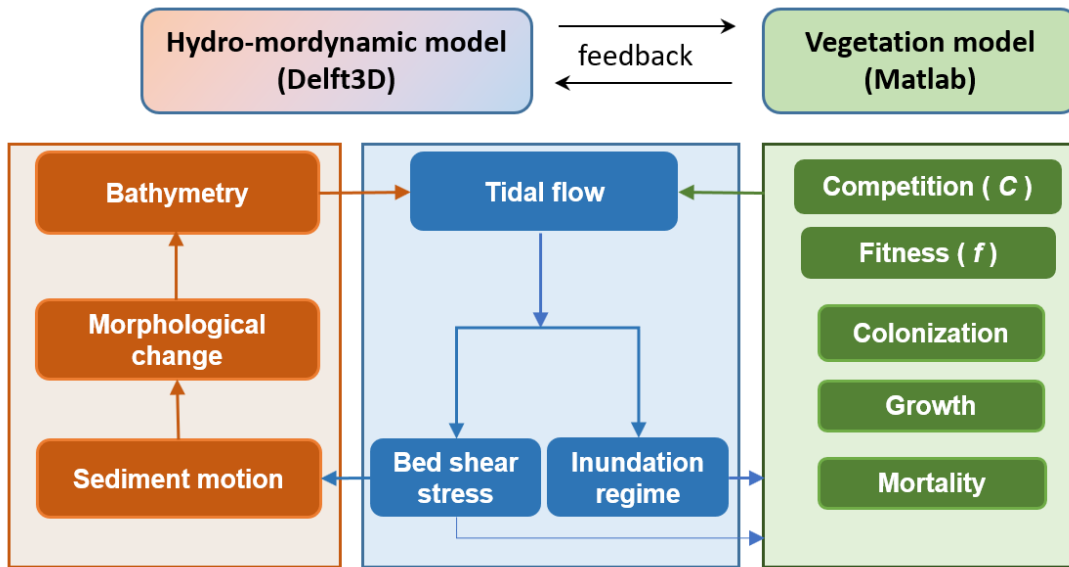 Hydro-mordynamic model
(Delft3D)
feedback
Vegetation model
(Matlab)
Bathymetry
Morphological
change
Sediment motion
Tidal flow
Bed shear
stress
Inundation
regime
Competition ( C )
Fitness ( f )
Colonization
Growth
Mortality